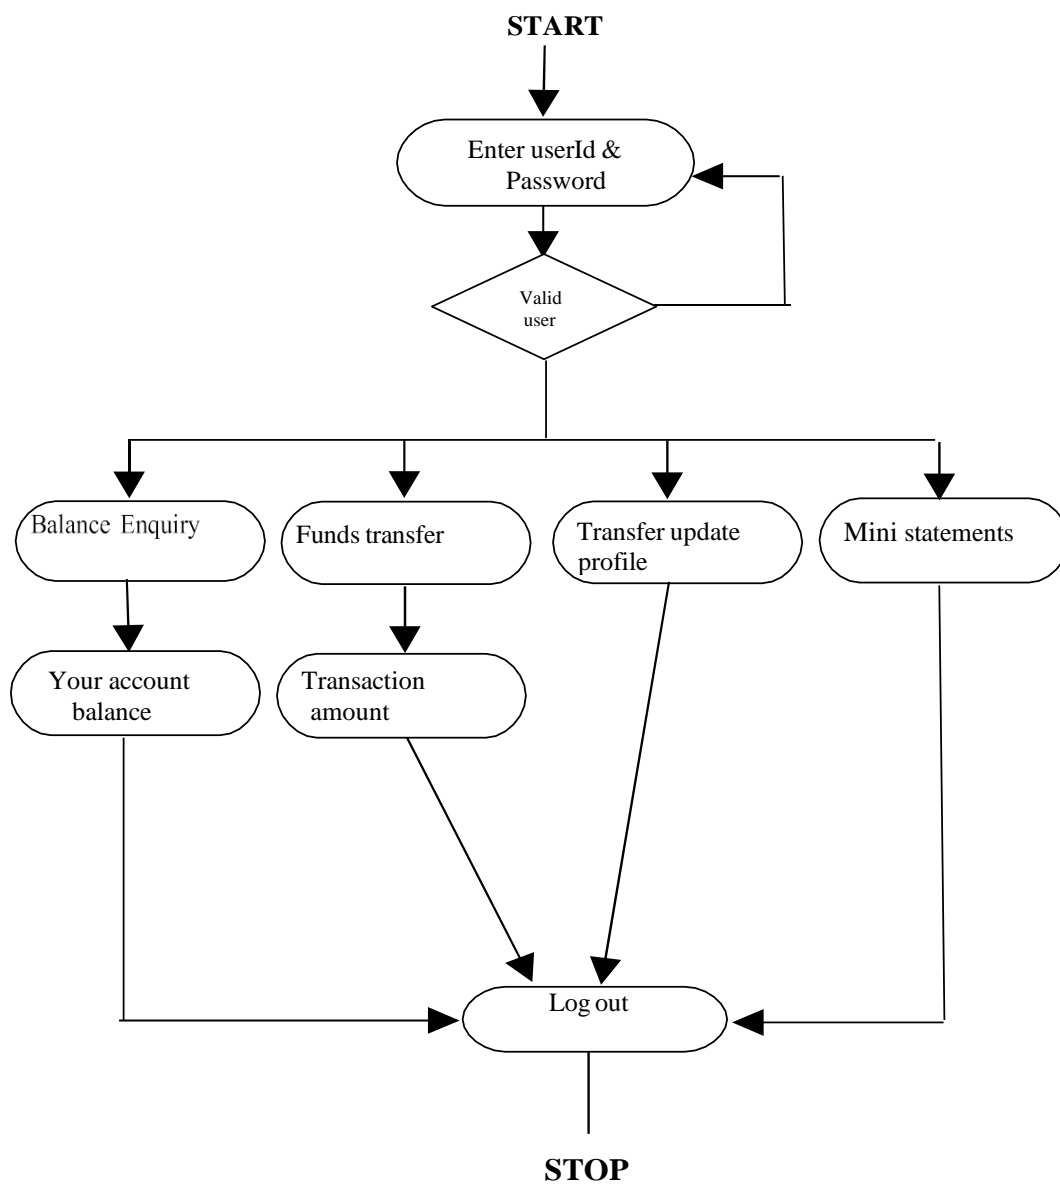 START
Enter userId &
Password
Valid
user
Balance Enquiry
Funds transfer
Transfer update
profile
Mini statements
Your account
balance
Transaction
amount
Log out
STOP